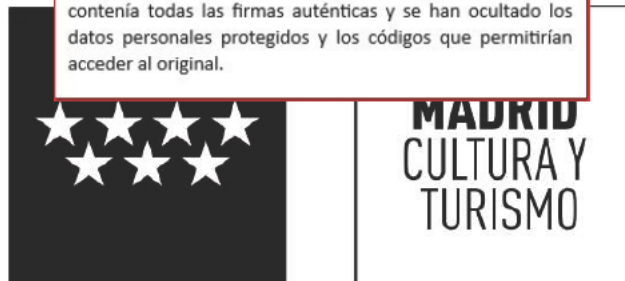 contenía todas las firmas auténticas y se han ocultado los
datos personales protegidos y los códigos que permitirían
acceder al original.
MADRID
CULTURA Y
TURISMO